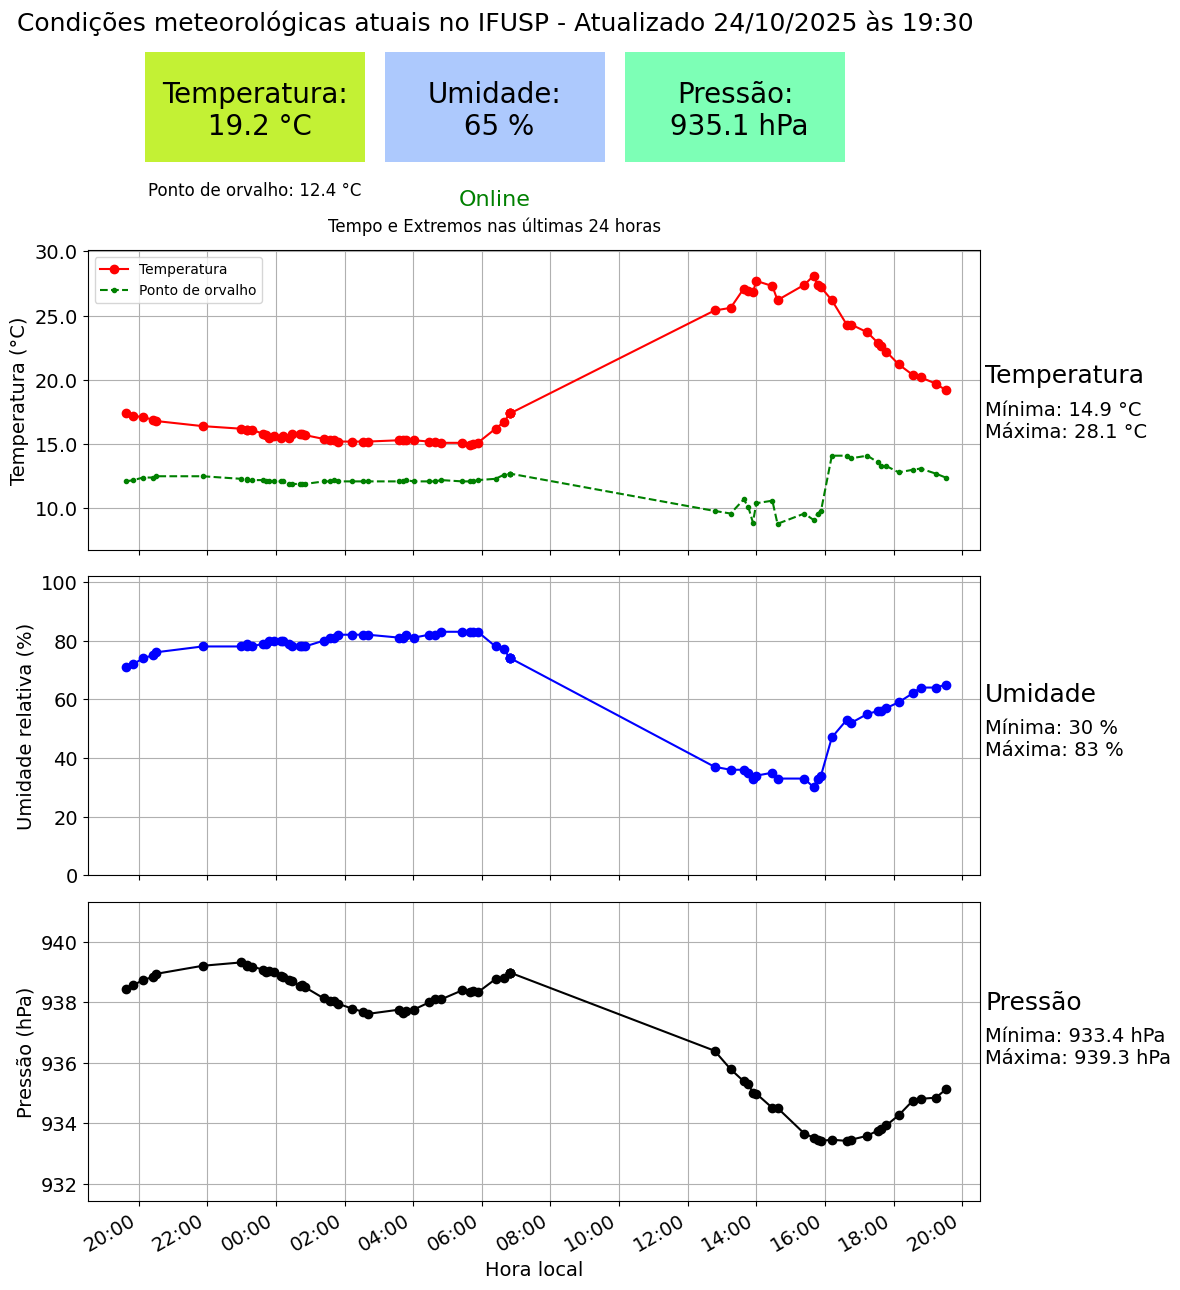 Condições meteorológicas atuais no IFUSP - Atualizado 24/10/2025 às 19:30
Temperatura:
19.2 °C
Umidade:
65 %
Pressão:
935.1 hPa
Ponto de orvalho: 12.4 °C
Online
Tempo e Extremos nas últimas 24 horas
30.0
25.0
20.0
15.0
10.0
Temperatura (°C)
Temperatura
Ponto de orvalho
Temperatura
Mínima: 14.9 °C
Máxima: 28.1 °C
100
80
60
40
20
0
Umidade relativa (%)
Umidade
Mínima: 30 %
Máxima: 83 %
940
938
936
934
932
Pressão (hPa)
Pressão
Mínima: 933.4 hPa
Máxima: 939.3 hPa
20:00
22:00
00:00
02:00
04:00
06:00
08:00
10:00
12:00
14:00
16:00
18:00
20:00
Hora local